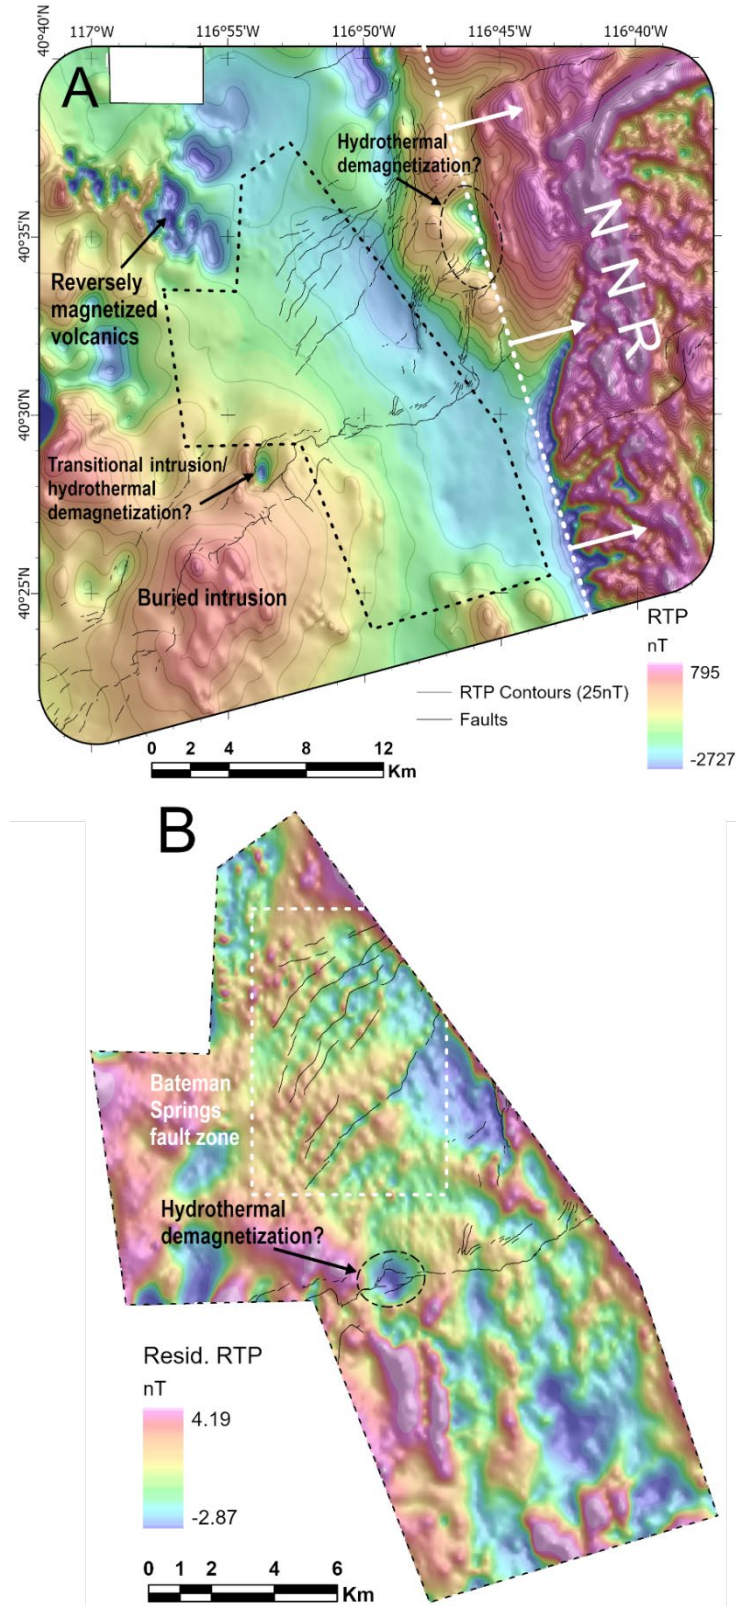 117°W 116°55'W 116°50'W 116°45'W 116°40'W
40°40'N
A
Hydrothermal
demagnetization?
40°35'N
NNR
Reversely
magnetized
volcanics
40°30'N
Transitional intrusion/
hydrothermal
demagnetization?
40°25'N
Buried intrusion
RTP
nT
795
-2727
RTP Contours (25nT)
Faults
0 2 4 8 12
Km
B
Bateman
Springs
fault zone
Hydrothermal
demagnetization?
Resid. RTP
nT
4.19
-2.87
0 1 2 4 6
Km